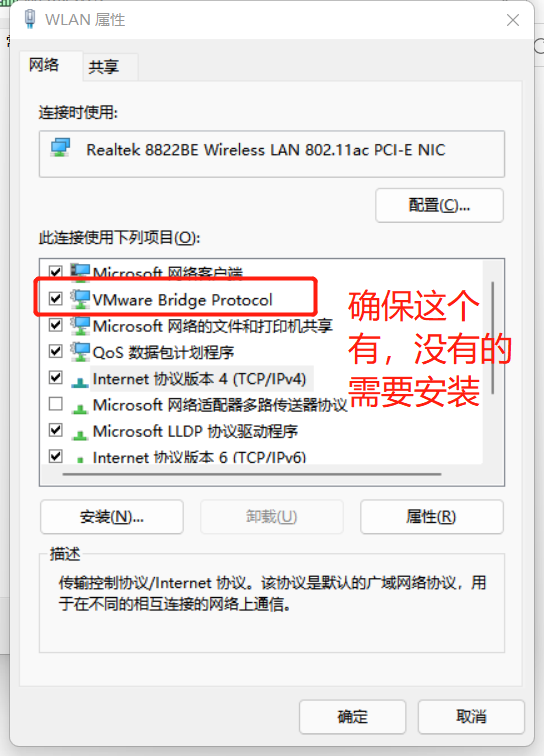 WLAN 属性
网络
共享
连接时使用:
Realtek 8822BE Wireless LAN 802.11ac PCI-E NIC
配置(C)...
此连接使用下列项目(O):
Microsoft 网络客户端
VMware Bridge Protocol
Microsoft 网络的文件和打印机共享
QoS 数据包计划程序
Internet 协议版本 4 (TCP/IPv4)
Microsoft 网络适配器多路传送器协议
Microsoft LLDP 协议驱动程序
Internet 协议版本 6 (TCP/IPv6)
确保这个
有，没有的
需要安装
安装(N)...
卸载(U)
属性(R)
描述
传输控制协议/Internet 协议。该协议是默认的广域网络协议，用
于在不同的相互连接的网络上通信。
确定
取消